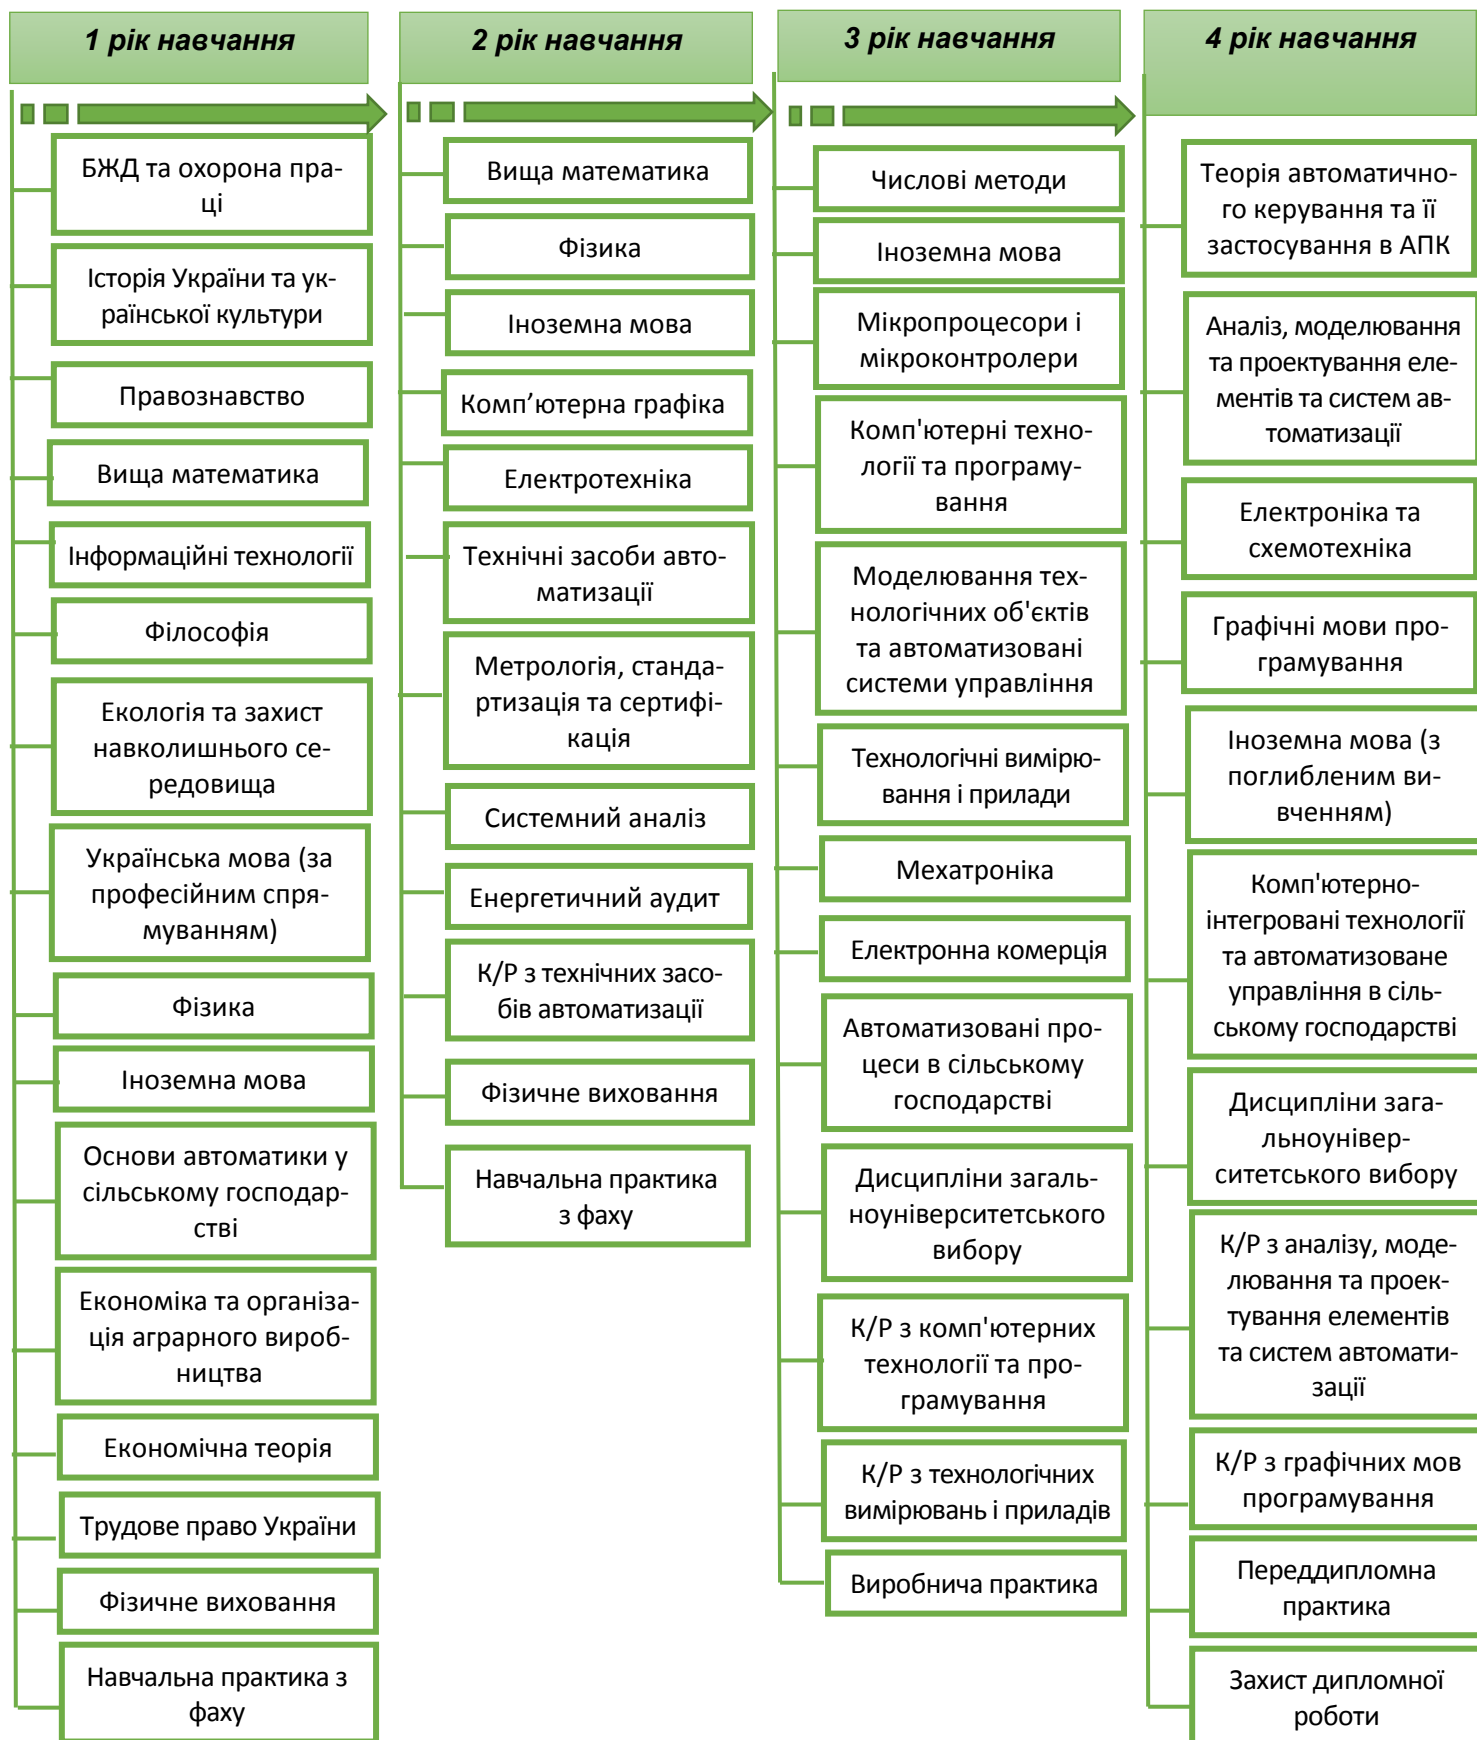 1 рік навчання
БЖД та охорона пра-
ці
Історія України та ук-
раїнської культури
Правознавство
Вища математика
Інформаційні технології
Філософія
Екологія та захист
навколишнього се-
редовища
Українська мова (за
професійним спря-
муванням)
Фізика
Іноземна мова
Основи автоматики у
сільському господар-
стві
Економіка та організа-
ція аграрного вироб-
ництва
Економічна теорія
Трудове право України
Фізичне виховання
Навчальна практика з
фаху
2 рік навчання
Вища математика
Фізика
Іноземна мова
Комп’ютерна графіка
Електротехніка
Технічні засоби авто-
матизації
Метрологія, станда-
ртизація та сертифі-
кація
Системний аналіз
Енергетичний аудит
К/Р з технічних засо-
бів автоматизації
Фізичне виховання
Навчальна практика
з фаху
3 рік навчання
Числові методи
Іноземна мова
Мікропроцесори і
мікроконтролери
Комп'ютерні техно-
логії та програму-
вання
Моделювання тех-
нологічних об'єктів
та автоматизовані
системи управління
Технологічні вимірю-
вання і прилади
Мехатроніка
Електронна комерція
Автоматизовані про-
цеси в сільському
господарстві
Дисципліни загаль-
ноуніверситетського
вибору
К/Р з комп'ютерних
технології та про-
грамування
К/Р з технологічних
вимірювань і приладів
Виробнича практика
4 рік навчання
Теорія автоматично-
го керування та її
застосування в АПК
Аналіз, моделювання
та проектування еле-
ментів та систем ав-
томатизації
Електроніка та
схемотехніка
Графічні мови про-
грамування
Іноземна мова (з
поглибленим ви-
вченням)
Комп'ютерно-
інтегровані технології
та автоматизоване
управління в сіль-
ському господарстві
Дисципліни зага-
льноунівер-
ситетського вибору
К/Р з аналізу, моде-
лювання та проек-
тування елементів
та систем автомати-
зації
К/Р з графічних мов
програмування
Переддипломна
практика
Захист дипломної
роботи